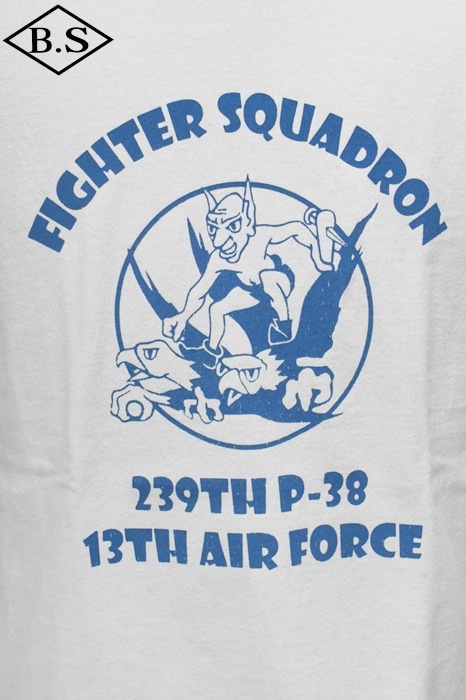 B.S
FIGHTER SQUADRON
239TH P-38
13TH AIR FORCE